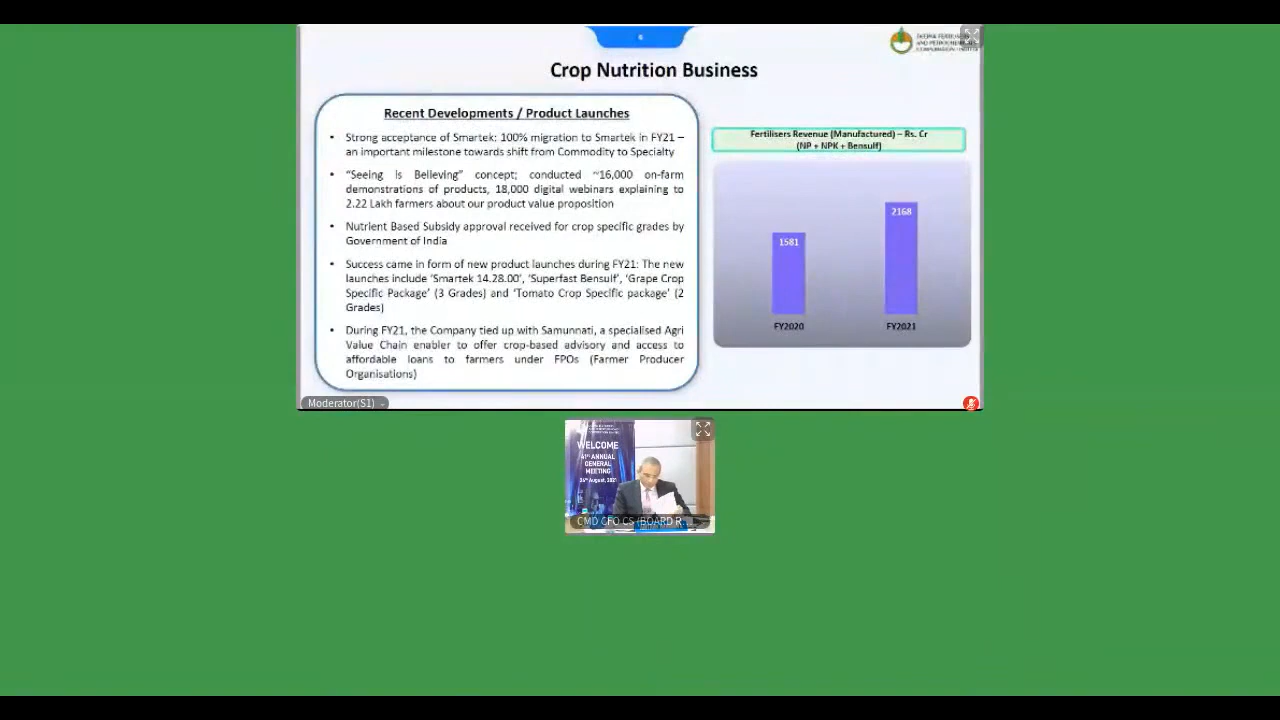 6
Crop Nutrition Business
Recent Developments / Product Launches
• Strong acceptance of Smartek: 100% migration to Smartek in FY21 –
an important milestone towards shift from Commodity to Specialty
• "Seeing is Believing" concept; conducted ~16,000 on-farm
demonstrations of products, 18,000 digital webinars explaining to
2.22 Lakh farmers about our product value proposition
• Nutrient Based Subsidy approval received for crop specific grades by
Government of India
• Success came in form of new product launches during FY21: The new
launches include 'Smartek 14.28.00', 'Superfast Bensulf', 'Grape Crop
Specific Package' (3 Grades) and 'Tomato Crop Specific package' (2
Grades)
• During FY21, the Company tied up with Samunnati, a specialised Agri
Value Chain enabler to offer crop-based advisory and access to
affordable loans to farmers under FPOs (Farmer Producer
Organisations)
Fertilisers Revenue (Manufactured) – Rs. Cr
(NP + NPK + Bensulf)
1581
2168
FY2020
FY2021
Moderator(S1)
WELCOME
41ST ANNUAL
GENERAL
MEETING
26th August, 2021
CMD CFO CS (BOARD R...